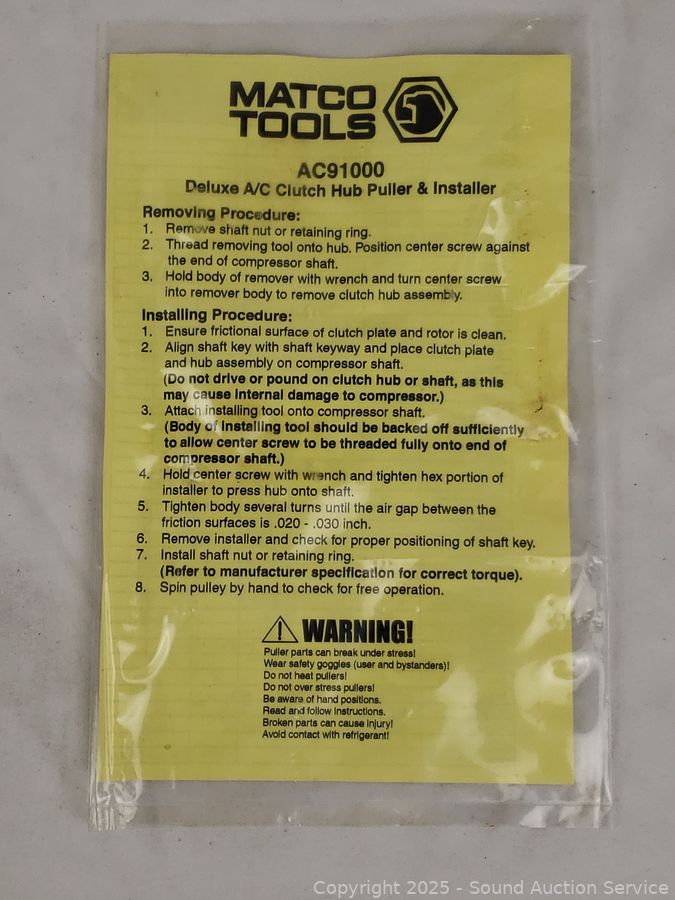 MATCO
TOOLS
AC91000
Deluxe A/C Clutch Hub Puller & Installer
Removing Procedure:
1. Remove shaft nut or retaining ring.
2. Thread removing tool onto hub. Position center screw against
the end of compressor shaft.
3. Hold body of remover with wrench and turn center screw
into remover body to remove clutch hub assembly.
Installing Procedure:
1. Ensure frictional surface of clutch plate and rotor is clean.
2. Align shaft key with shaft keyway and place clutch plate
and hub assembly on compressor shaft.
(Do not drive or pound on clutch hub or shaft, as this
may cause internal damage to compressor.)
3. Attach installing tool onto compressor shaft.
(Body of installing tool should be backed off sufficiently
to allow center screw to be threaded fully onto end of
compressor shaft.)
4. Hold center screw with wrench and tighten hex portion of
installer to press hub onto shaft.
5. Tighten body several turns until the air gap between the
friction surfaces is .020 - .030 inch.
6. Remove installer and check for proper positioning of shaft key.
7. Install shaft nut or retaining ring.
(Refer to manufacturer specification for correct torque).
8. Spin pulley by hand to check for free operation.
WARNING!
Puller parts can break under stress!
Wear safety goggles (user and bystanders)!
Do not heat pullers!
Do not over stress pullers!
Be aware of hand positions.
Read and follow instructions.
Broken parts can cause injury!
Avoid contact with refrigerant!
Copyright 2025 - Sound Auction Service